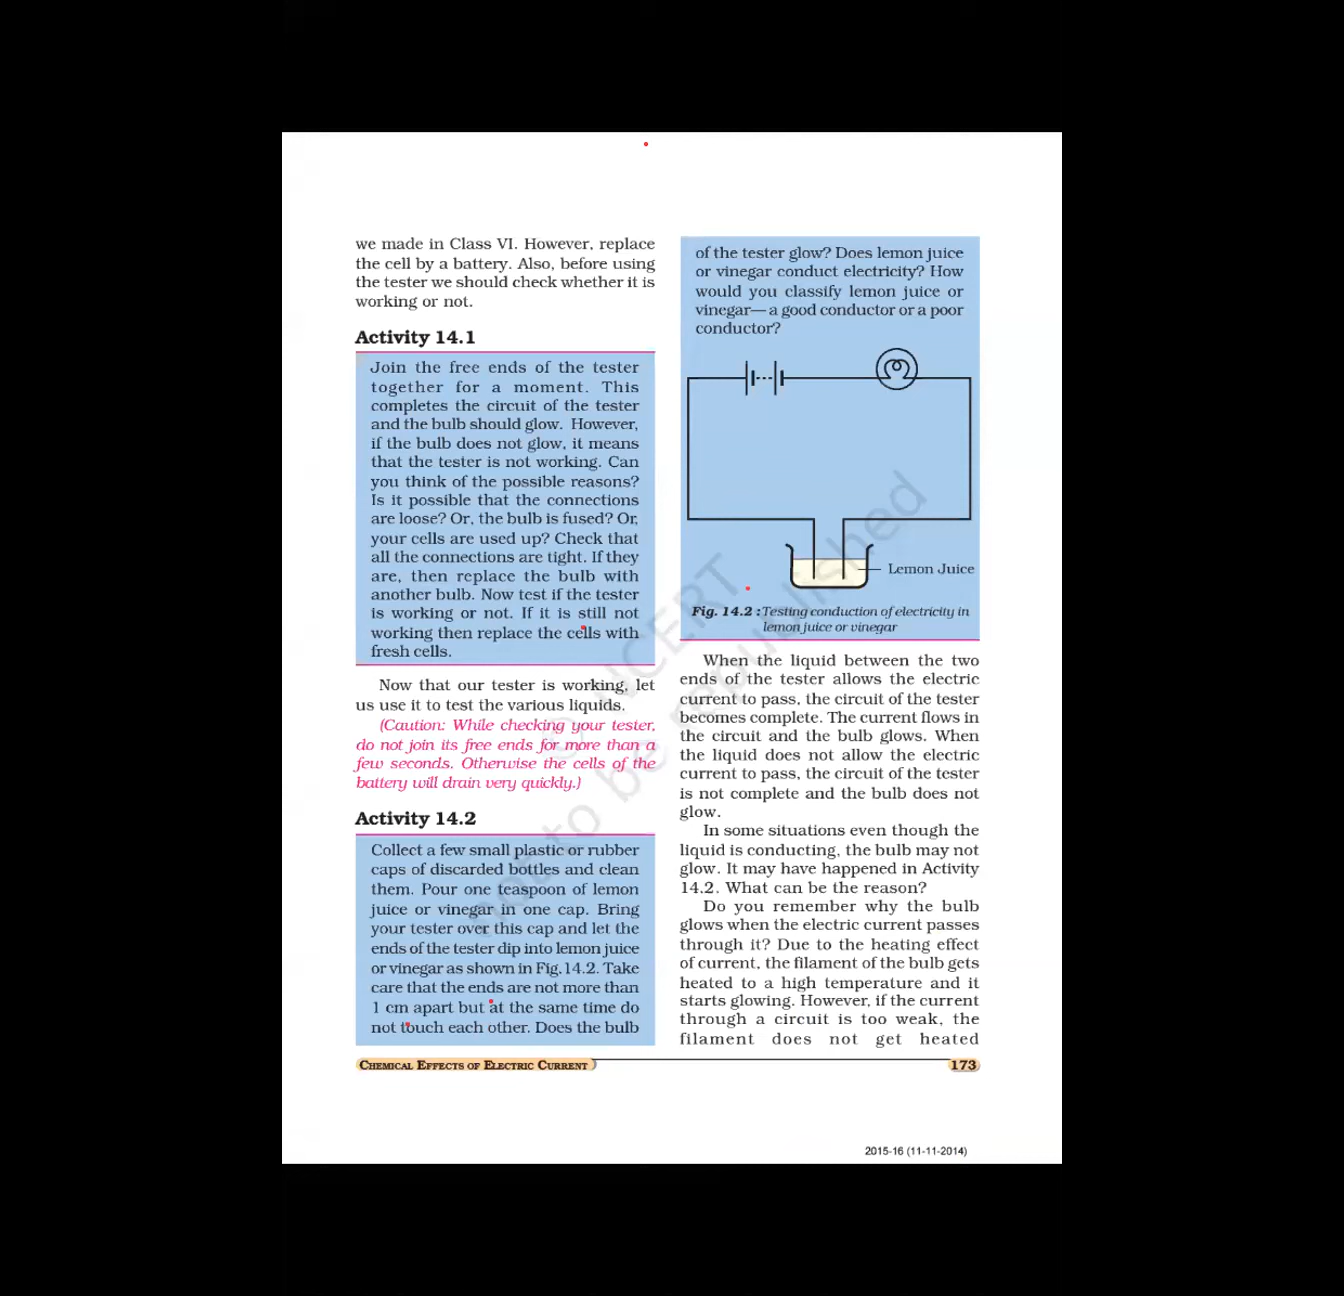 we made in Class VI. However, replace
the cell by a battery. Also, before using
the tester we should check whether it is
working or not.
Activity 14.1
Join the free ends of the tester
together for a moment. This
completes the circuit of the tester
and the bulb should glow. However,
if the bulb does not glow, it means
that the tester is not working. Can
you think of the possible reasons?
Is it possible that the connections
are loose? Or, the bulb is fused? Or,
your cells are used up? Check that
all the connections are tight. If they
are, then replace the bulb with
another bulb. Now test if the tester
is working or not. If it is still not
working then replace the cells with
fresh cells.
Now that our tester is working, let
us use it to test the various liquids.
(Caution: While checking your tester,
do not join its free ends for more than a
few seconds. Otherwise the cells of the
battery will drain very quickly.)
Activity 14.2
Collect a few small plastic or rubber
caps of discarded bottles and clean
them. Pour one teaspoon of lemon
juice or vinegar in one cap. Bring
your tester over this cap and let the
ends of the tester dip into lemon juice
or vinegar as shown in Fig.14.2. Take
care that the ends are not more than
1 cm apart but at the same time do
not touch each other. Does the bulb
of the tester glow? Does lemon juice
or vinegar conduct electricity? How
would you classify lemon juice or
vinegar— a good conductor or a poor
conductor?
Lemon Juice
Fig. 14.2 : Testing conduction of electricity in
lemon juice or vinegar
When the liquid between the two
ends of the tester allows the electric
current to pass, the circuit of the tester
becomes complete. The current flows in
the circuit and the bulb glows. When
the liquid does not allow the electric
current to pass, the circuit of the tester
is not complete and the bulb does not
glow.
In some situations even though the
liquid is conducting, the bulb may not
glow. It may have happened in Activity
14.2. What can be the reason?
Do you remember why the bulb
glows when the electric current passes
through it? Due to the heating effect
of current, the filament of the bulb gets
heated to a high temperature and it
starts glowing. However, if the current
through a circuit is too weak, the
filament does not get heated
CHEMICAL EFFECTS OF ELECTRIC CURRENT
173
2015-16 (11-11-2014)
© NCERT
not to be republished